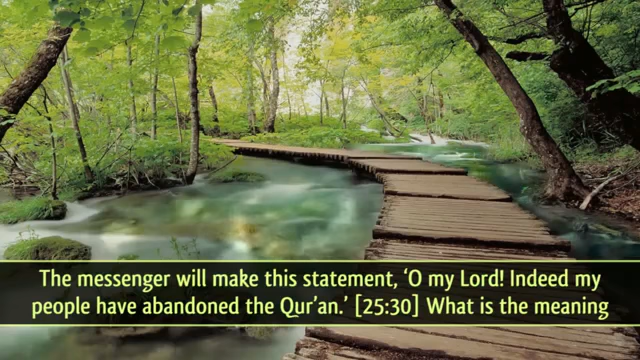 The messenger will make this statement, ‘O my Lord! Indeed my
people have abandoned the Qur’an.’ [25:30] What is the meaning